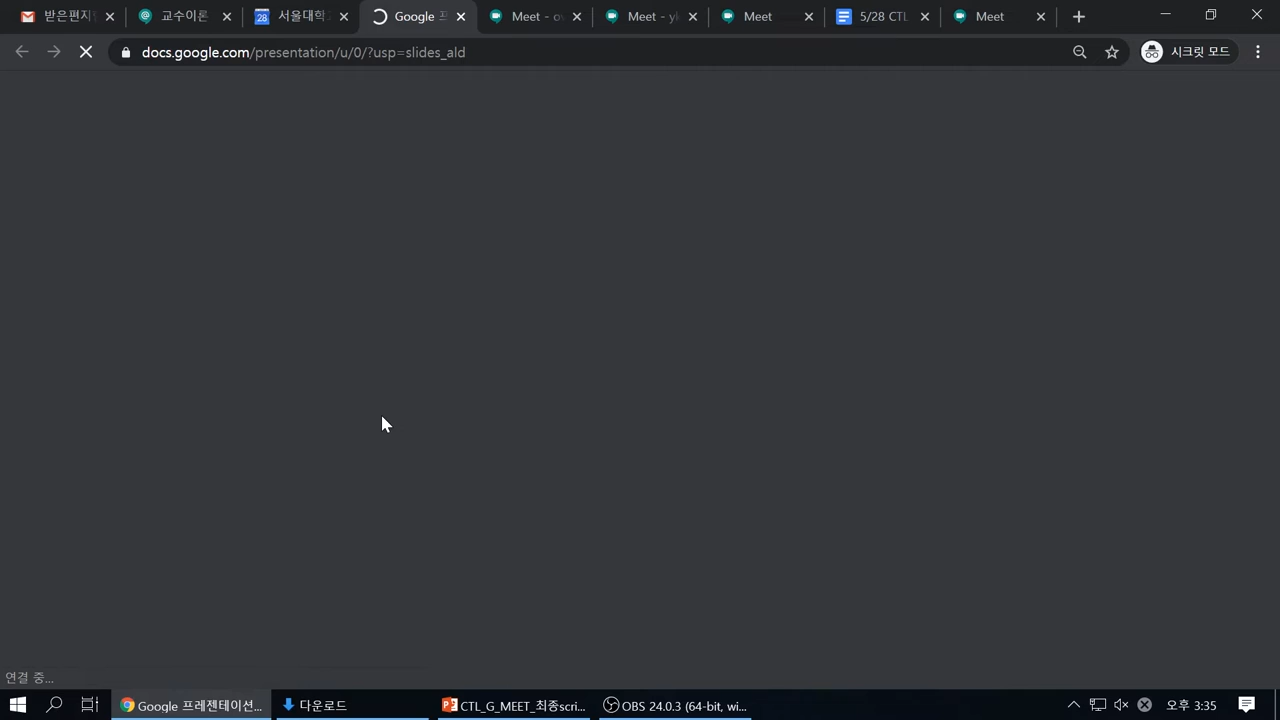 받은편지
교수이론
28
서울대학
Google 프
Meet - o
Meet - yk
Meet
5/28 CTL
Meet
docs.google.com/presentation/u/0/?usp=slides_ald
시크릿 모드
연결 중...
Google 프레젠테이션...
다운로드
CTL_G_MEET_최종scri...
OBS 24.0.3 (64-bit, wi...
오후 3:35